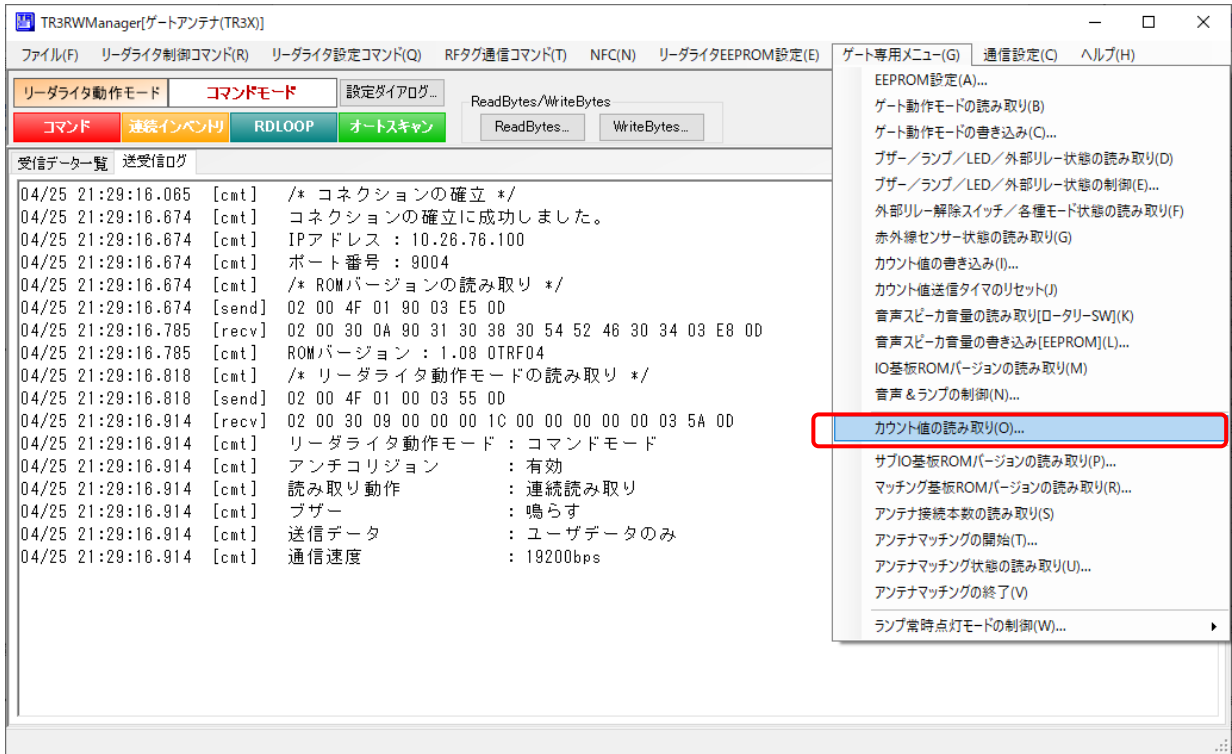 TR3RWManager[ゲートアンテナ(TR3X)]
ファイル(F) リーダライタ制御コマンド(R) リーダライタ設定コマンド(Q) RFタグ通信コマンド(T) NFC(N) リーダライタEEPROM設定(E) ゲート専用メニュー(G) 通信設定(C) ヘルプ(H)
リーダライタ動作モード コマンドモード 設定ダイアログ...
コマンド 連続インベントリ RDLOOP オートスキャン
ReadBytes/WriteBytes
ReadBytes... WriteBytes...
受信データ一覧 送受信ログ
04/25 21:29:16.065 [cmt] /* コネクションの確立 */
04/25 21:29:16.674 [cmt] コネクションの確立に成功しました。
04/25 21:29:16.674 [cmt] IPアドレス : 10.26.76.100
04/25 21:29:16.674 [cmt] ポート番号 : 9004
04/25 21:29:16.674 [cmt] /* ROMバージョンの読み取り */
04/25 21:29:16.674 [send] 02 00 4F 01 90 03 E5 0D
04/25 21:29:16.785 [recv] 02 00 30 0A 90 31 30 38 30 54 52 46 30 34 03 E8 0D
04/25 21:29:16.785 [cmt] ROMバージョン : 1.08 0TRF04
04/25 21:29:16.818 [cmt] /* リーダライタ動作モードの読み取り */
04/25 21:29:16.818 [send] 02 00 4F 01 00 03 55 0D
04/25 21:29:16.914 [recv] 02 00 30 09 00 00 00 1C 00 00 00 00 00 03 5A 0D
04/25 21:29:16.914 [cmt] リーダライタ動作モード : コマンドモード
04/25 21:29:16.914 [cmt] アンチコリジョン : 有効
04/25 21:29:16.914 [cmt] 読み取り動作 : 連続読み取り
04/25 21:29:16.914 [cmt] ブザー : 鳴らす
04/25 21:29:16.914 [cmt] 送信データ : ユーザデータのみ
04/25 21:29:16.914 [cmt] 通信速度 : 19200bps
EEPROM設定(A)...
ゲート動作モードの読み取り(B)
ゲート動作モードの書き込み(C)...
ブザー/ランプ/LED/外部リレー状態の読み取り(D)
ブザー/ランプ/LED/外部リレー状態の制御(E)...
外部リレー解除スイッチ/各種モード状態の読み取り(F)
赤外線センサー状態の読み取り(G)
カウント値の書き込み(I)...
カウント値送信タイマのリセット(J)
音声スピーカ音量の読み取り[ロータリーSW](K)
音声スピーカ音量の書き込み[EEPROM](L)...
IO基板ROMバージョンの読み取り(M)
音声&ランプの制御(N)...
カウント値の読み取り(O)...
サブIO基板ROMバージョンの読み取り(P)...
マッチング基板ROMバージョンの読み取り(R)...
アンテナ接続本数の読み取り(S)
アンテナマッチングの開始(T)...
アンテナマッチング状態の読み取り(U)...
アンテナマッチングの終了(V)
ランプ常時点灯モードの制御(W)...